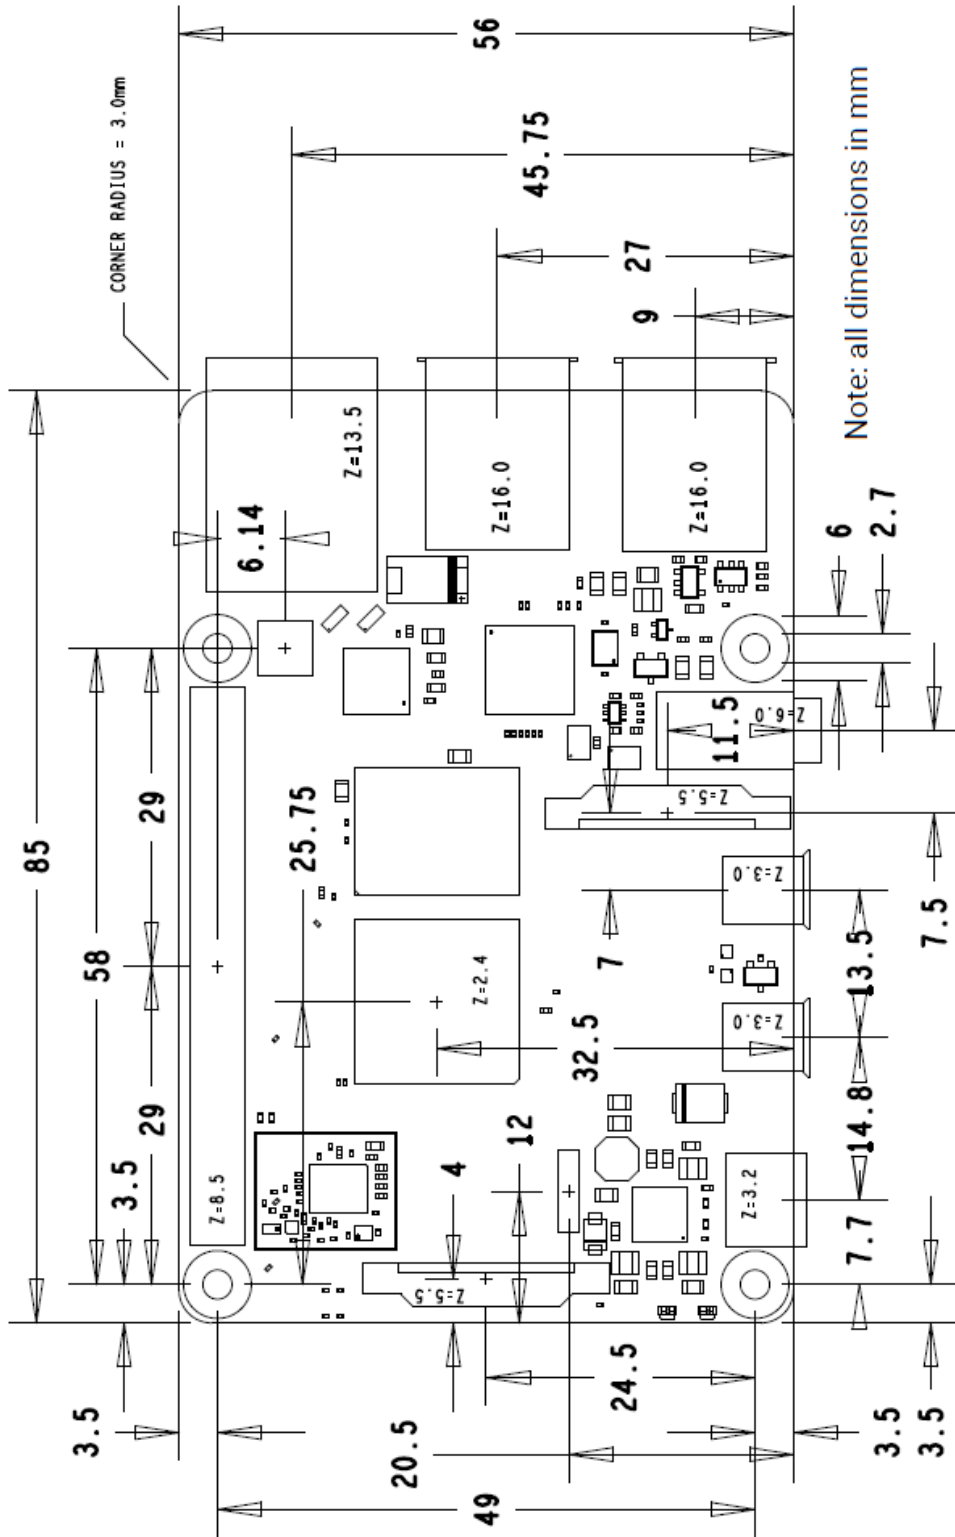 CORNER RADIUS = 3.0mm
56
45.75
27
9
Note: all dimensions in mm
85
58
29
29
3.5
3.5
6.14
Z=13.5
Z=16.0
Z=16.0
6
2.7
11.5
Z=6.0
Z=5.5
25.75
7
Z=3.0
7.5
13.5
Z=2.4
Z=3.0
32.5
14.8
12
4
Z=8.5
Z=3.2
7.7
Z=5.5
24.5
20.5
49
3.5
3.5